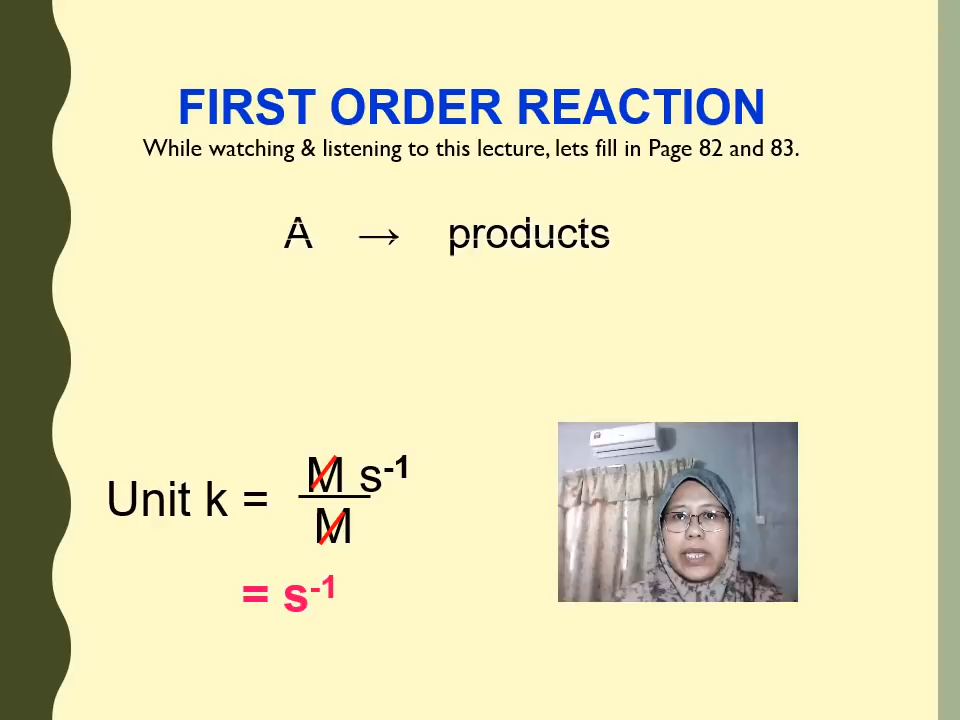 FIRST ORDER REACTION
While watching & listening to this lecture, lets fill in Page 82 and 83.
A → products
Unit k = M s-1
M
= s-1